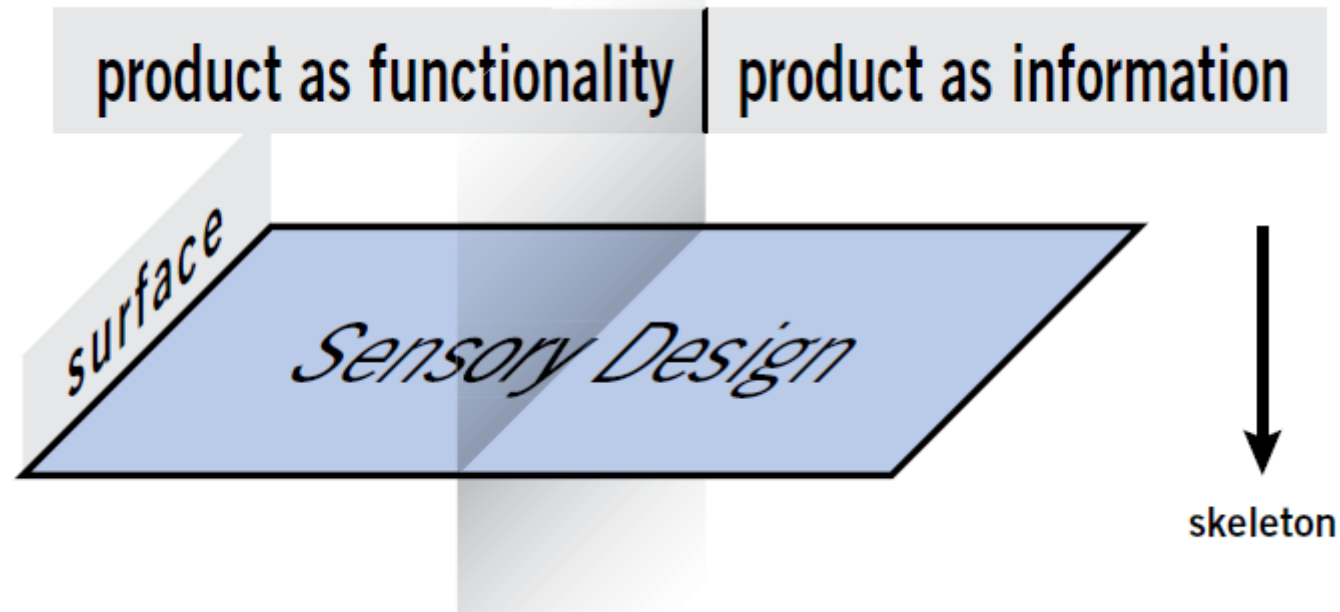 product as functionality
product as information
surface
Sensory Design
skeleton